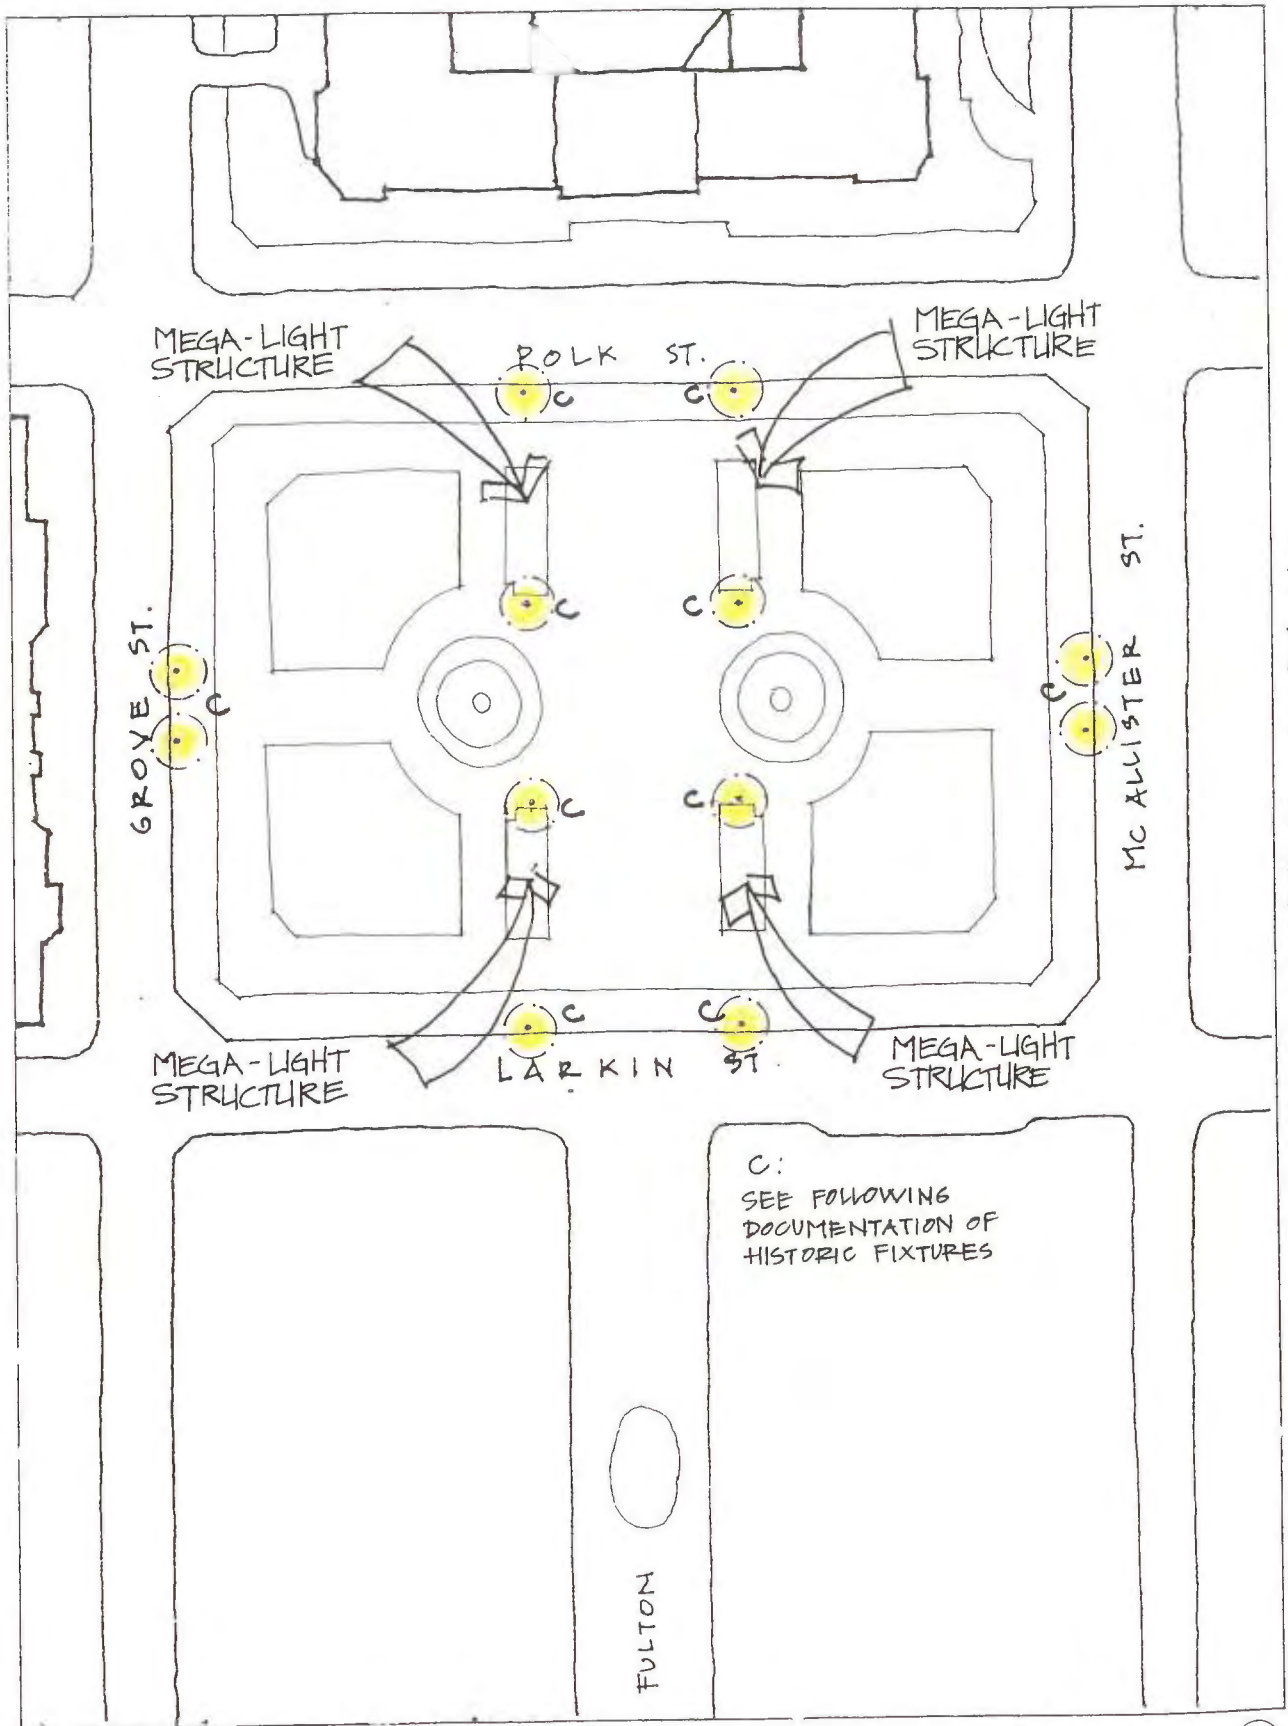 MEGA-LIGHT
STRUCTURE
MEGA-LIGHT
STRUCTURE
POLK ST.
C
C
C
C
GROVE ST.
C
C
MC ALLISTER ST.
C
C
C
C
MEGA-LIGHT
STRUCTURE
LARKIN ST
MEGA-LIGHT
STRUCTURE
C:
SEE FOLLOWING
DOCUMENTATION OF
HISTORIC FIXTURES
FULTON